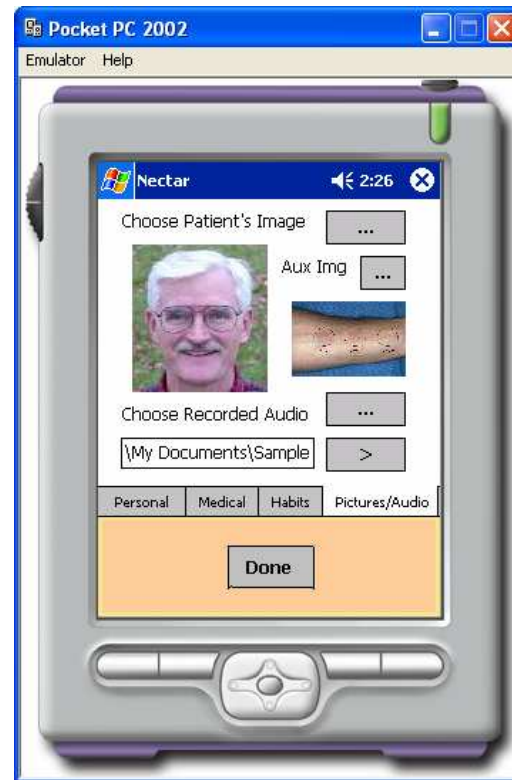 Pocket PC 2002
Emulator Help
Nectar 2:26
Choose Patient's Image ...
Aux Img ...
Choose Recorded Audio ...
\My Documents\Sample >
Personal Medical Habits Pictures/Audio
Done